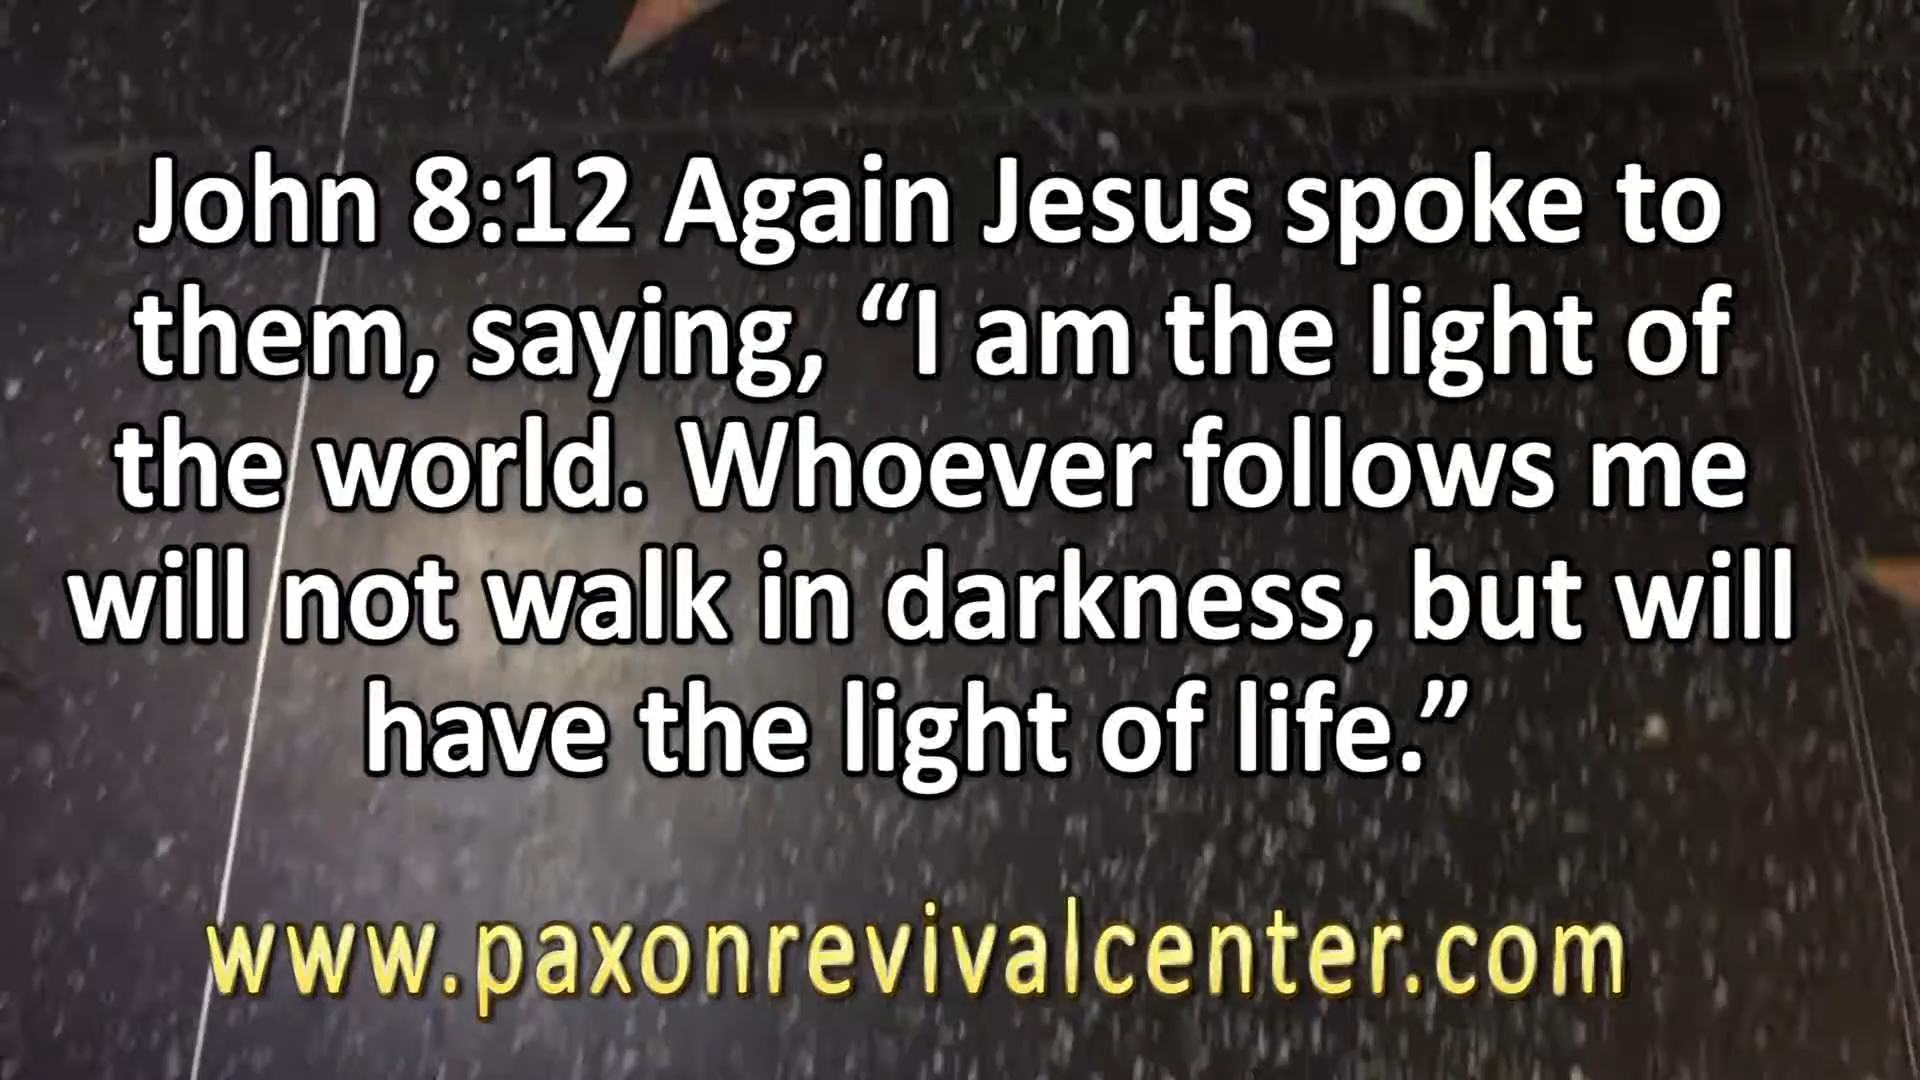 John 8:12 Again Jesus spoke to
them, saying, “I am the light of
the world. Whoever follows me
will not walk in darkness, but will
have the light of life.”
www.paxonrevivalcenter.com